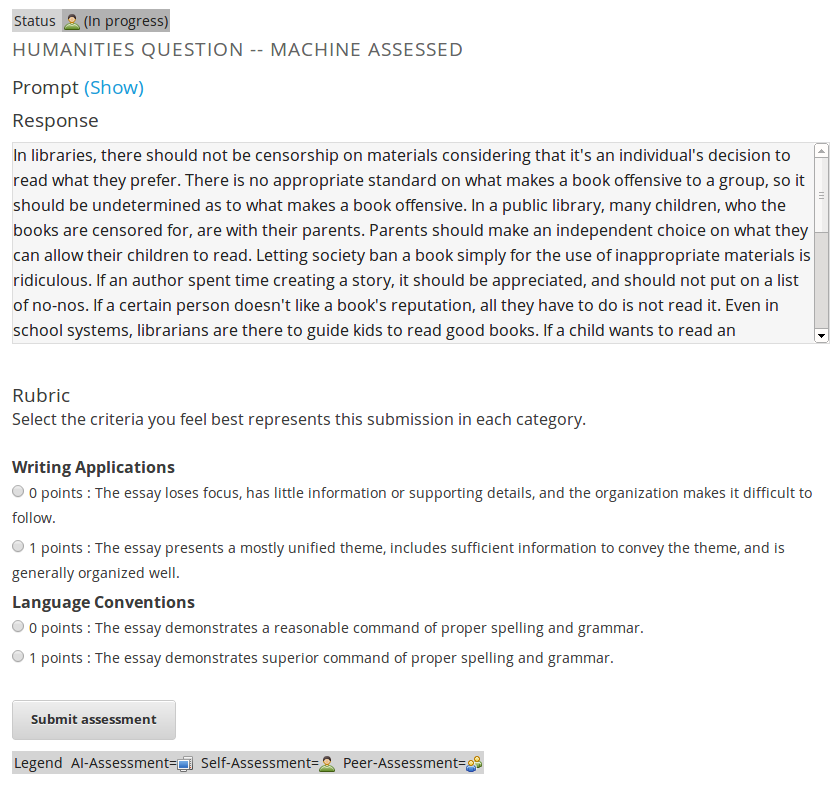 Status (In progress)
HUMANITIES QUESTION -- MACHINE ASSESSED
Prompt (Show)
Response
In libraries, there should not be censorship on materials considering that it's an individual's decision to
read what they prefer. There is no appropriate standard on what makes a book offensive to a group, so it
should be undetermined as to what makes a book offensive. In a public library, many children, who the
books are censored for, are with their parents. Parents should make an independent choice on what they
can allow their children to read. Letting society ban a book simply for the use of inappropriate materials is
ridiculous. If an author spent time creating a story, it should be appreciated, and should not put on a list
of no-nos. If a certain person doesn't like a book's reputation, all they have to do is not read it. Even in
school systems, librarians are there to guide kids to read good books. If a child wants to read an
Rubric
Select the criteria you feel best represents this submission in each category.
Writing Applications
0 points : The essay loses focus, has little information or supporting details, and the organization makes it difficult to
follow.
1 points : The essay presents a mostly unified theme, includes sufficient information to convey the theme, and is
generally organized well.
Language Conventions
0 points : The essay demonstrates a reasonable command of proper spelling and grammar.
1 points : The essay demonstrates superior command of proper spelling and grammar.
Submit assessment
Legend AI-Assessment= Self-Assessment= Peer-Assessment=